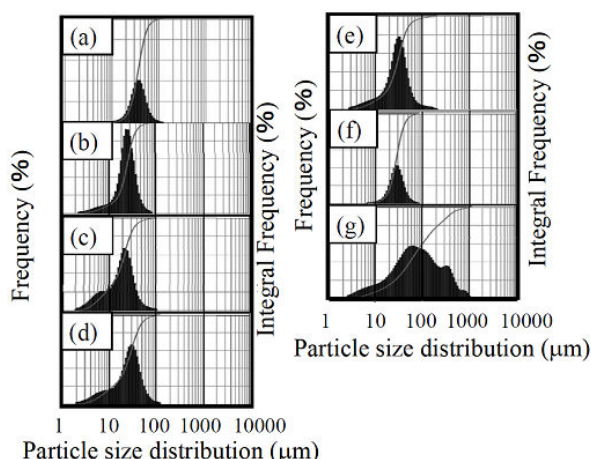 (a)
(b)
(c)
(d)
Frequency (%)
Integral Frequency (%)
1 10 100 1000 10000
Particle size distribution (μm)
(e)
(f)
(g)
Frequency (%)
Integral Frequency (%)
1 10 100 1000 10000
Particle size distribution (μm)